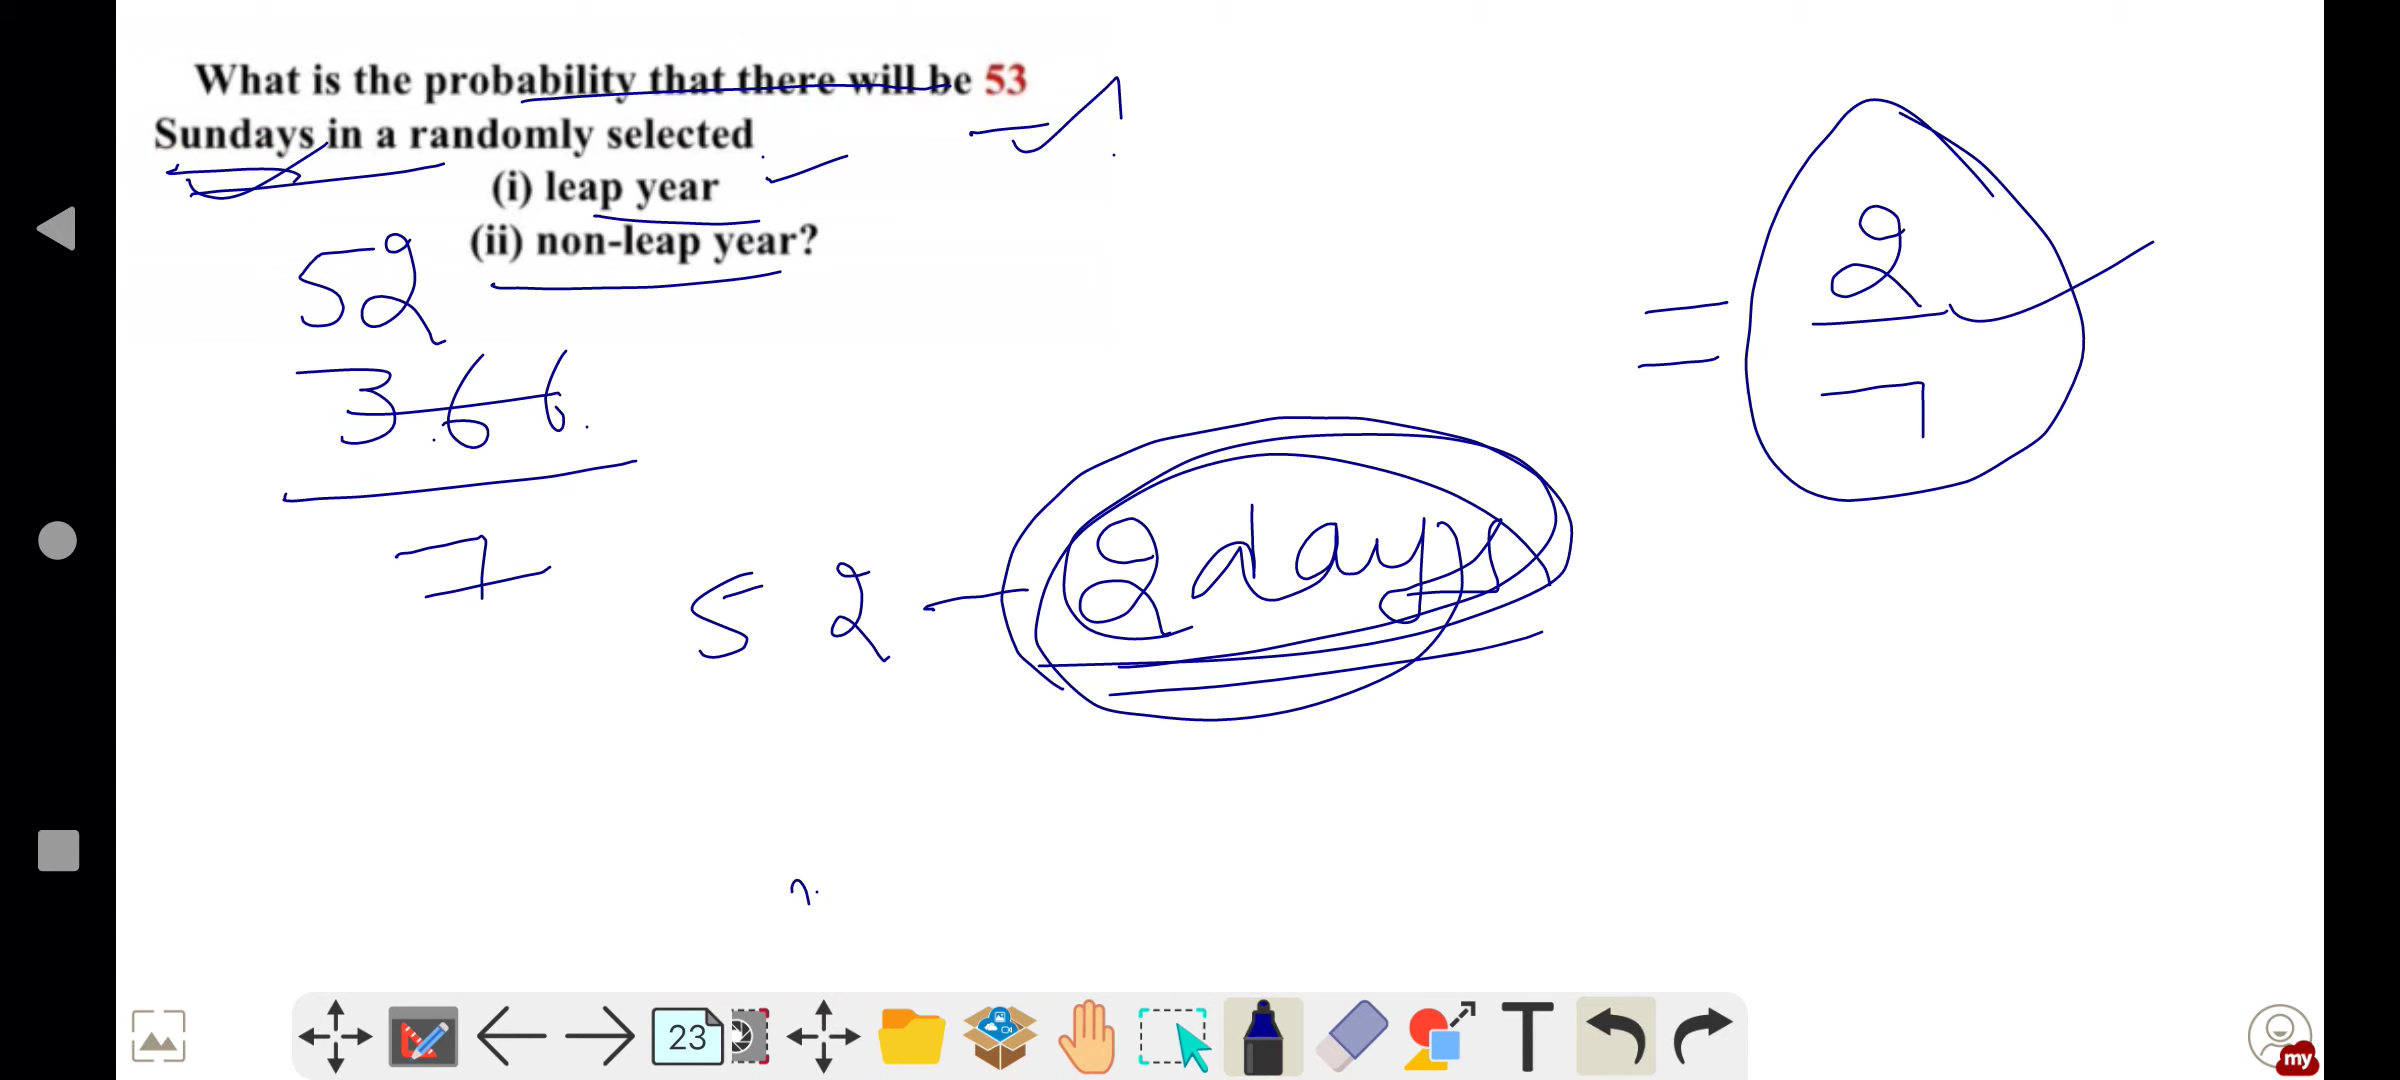 What is the probability that there will be 53
Sundays in a randomly selected
(i) leap year
(ii) non-leap year?
52
366
7
52 - 2 days
= 2
7
23
T
my